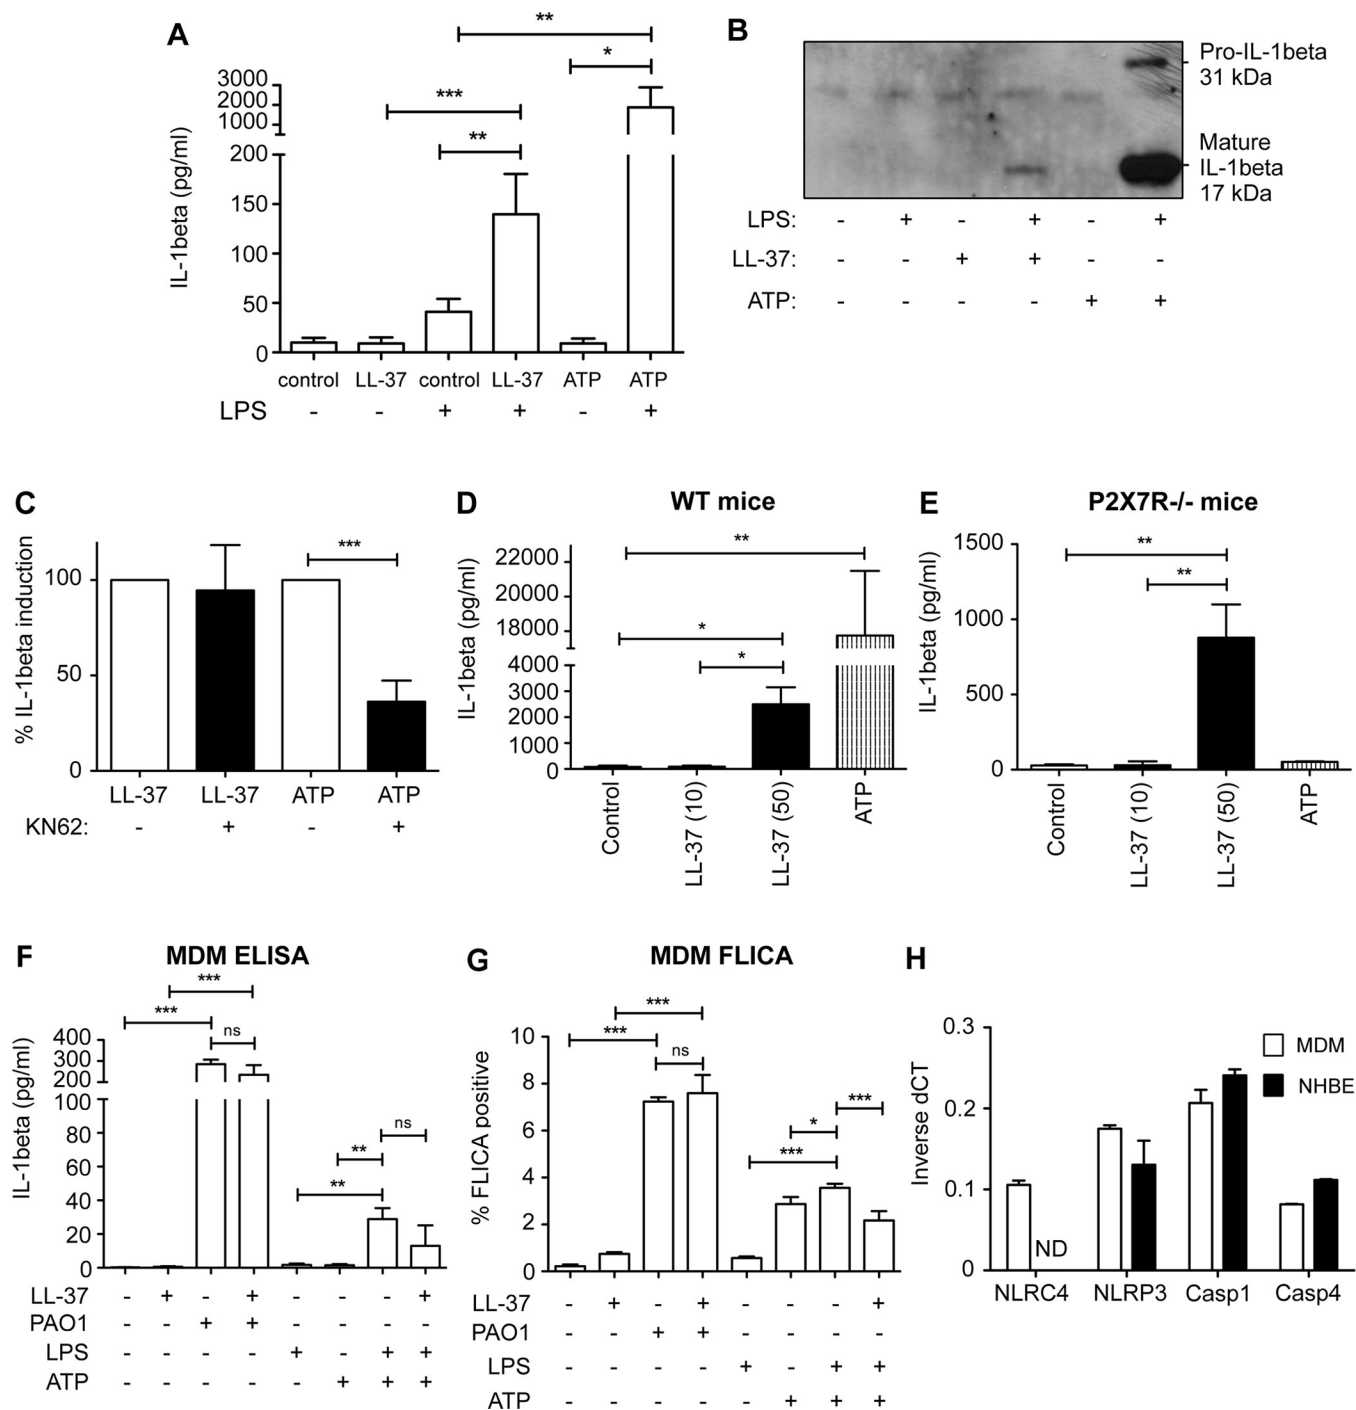 A
B
**
*
***
**
3000
2000
1000
200
150
100
50
0
IL-1beta (pg/ml)
control LL-37 control LL-37 ATP ATP
LPS - - + + - +
Pro-IL-1beta
31 kDa
Mature
IL-1beta
17 kDa
LPS: - + - + - +
LL-37: - - + + - -
ATP: - - - - + +
C
***
100
50
0
% IL-1beta induction
LL-37 LL-37 ATP ATP
KN62: - + - +
D
WT mice
**
*
*
22000
20000
18000
4000
3000
2000
1000
0
IL-1beta (pg/ml)
Control
LL-37 (10)
LL-37 (50)
ATP
E
P2X7R-/- mice
**
**
1500
1000
500
0
IL-1beta (pg/ml)
Control
LL-37 (10)
LL-37 (50)
ATP
F
MDM ELISA
***
***
ns
ns
**
**
400
300
200
100
80
60
40
20
0
IL-1beta (pg/ml)
LL-37 - + - + - - - +
PAO1 - - + + - - - -
LPS - - - - + - + +
ATP - - - - - + + +
G
MDM FLICA
***
***
ns
***
*
***
10
8
6
4
2
0
% FLICA positive
LL-37 - + - + - - - +
PAO1 - - + + - - - -
LPS - - - - + - + +
ATP - - - - - + + +
H
0.3
0.2
0.1
0
Inverse dCT
MDM
NHBE
ND
NLRC4 NLRP3 Casp1 Casp4